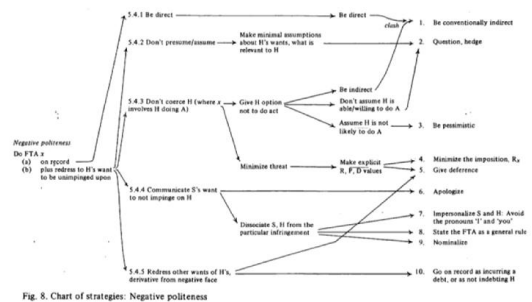 5.4.1 Be direct
Be direct
clash
1. Be conventionally indirect
5.4.2 Don't presume/assume
Make minimal assumptions
about H's wants, what is
relevant to H
2. Question, hedge
5.4.3 Don't coerce H (where x
involves H doing A)
Give H option
not to do act
Be indirect
Don't assume H is
able/willing to do A
Assume H is not
likely to do A
3. Be pessimistic
Negative politeness
Do FTA x
(a) on record
(b) plus redress to H's want
to be unimpinged upon
Minimize threat
Make explicit
R, P, D values
4. Minimize the imposition, Rx
5. Give deference
5.4.4 Communicate S's want
to not impinge on H
6. Apologize
Dissociate S, H from the
particular infringement
7. Impersonalize S and H: Avoid
the pronouns 'I' and 'you'
8. State the FTA as a general rule
9. Nominalize
5.4.5 Redress other wants of H's,
derivative from negative face
10. Go on record as incurring a
debt, or as not indebting H
Fig. 8. Chart of strategies: Negative politeness